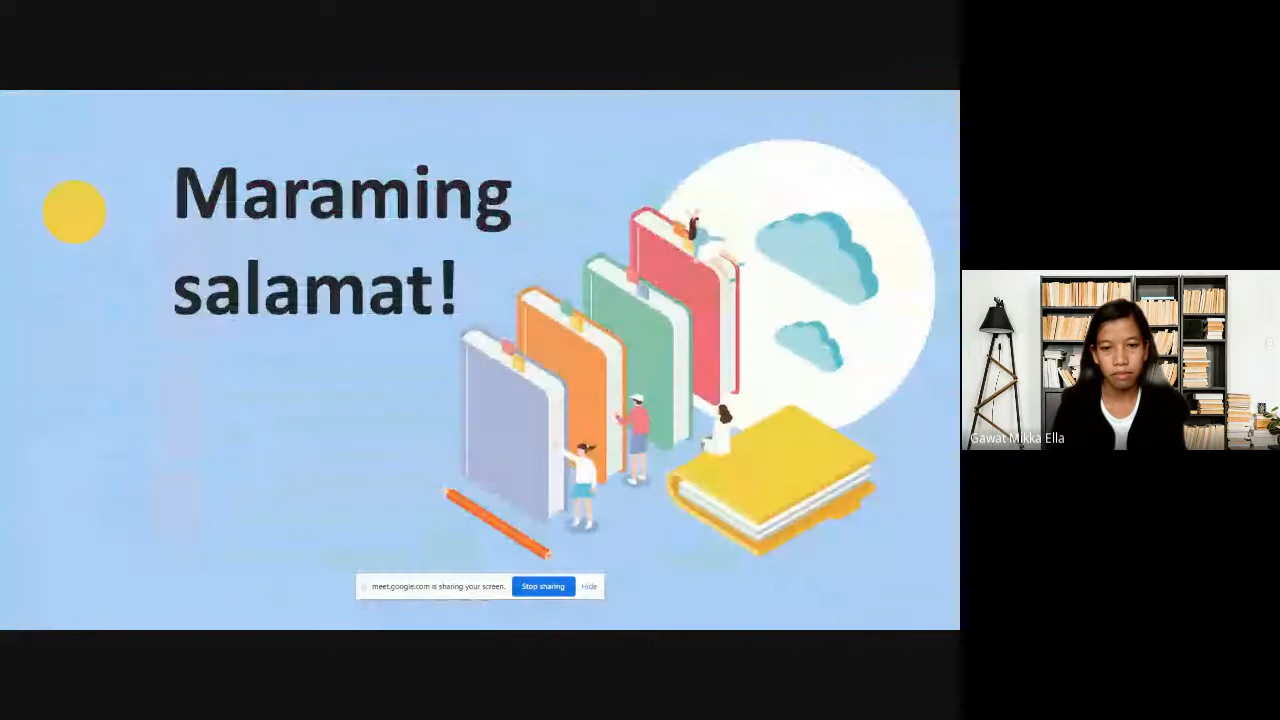 Maraming
salamat!
Gawat Mikka Ella
meet.google.com is sharing your screen. Stop sharing Hide